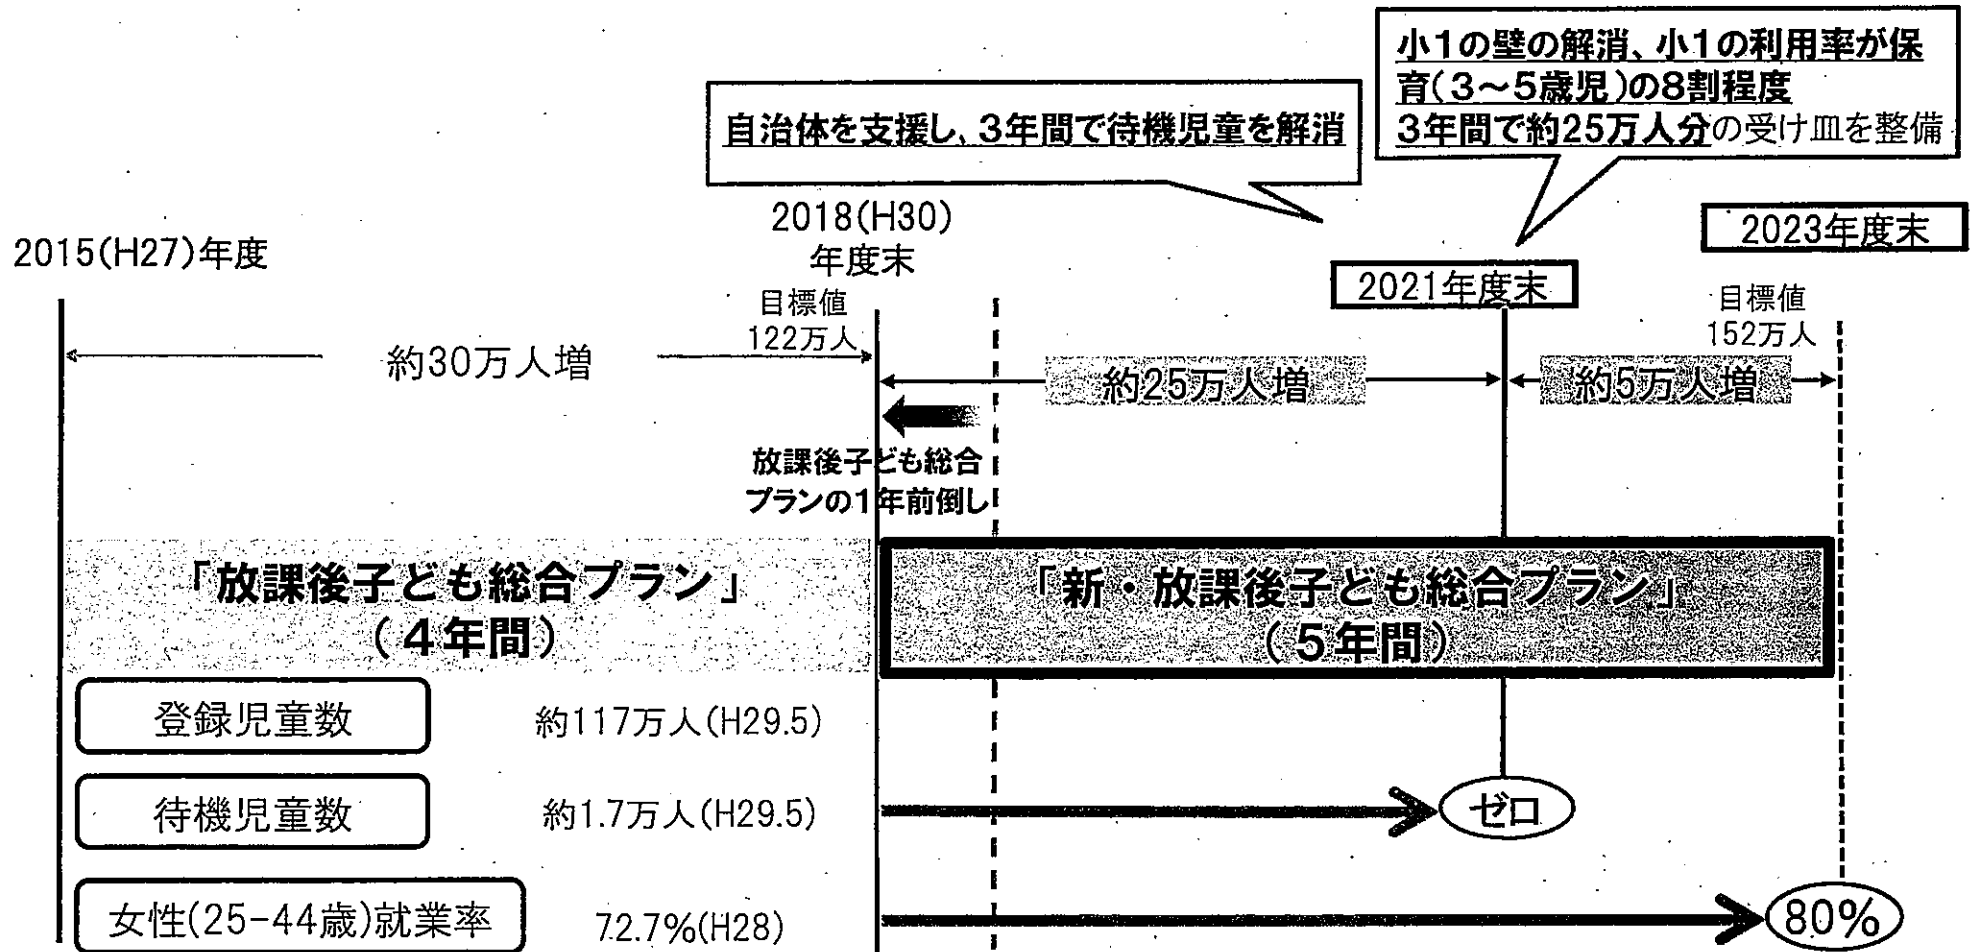 小1の壁の解消、小1の利用率が保
育(3～5歳児)の8割程度
3年間で約25万人分の受け皿を整備
自治体を支援し、3年間で待機児童を解消
2015(H27)年度
2018(H30)
年度末
2021年度末
2023年度末
目標値
122万人
目標値
152万人
約30万人増
約25万人増
約5万人増
放課後子ども総合
プランの1年前倒し
「放課後子ども総合プラン」
(4年間)
「新・放課後子ども総合プラン」
(5年間)
登録児童数
約117万人(H29.5)
待機児童数
約1.7万人(H29.5)
ゼロ
女性(25-44歳)就業率
72.7%(H28)
80%